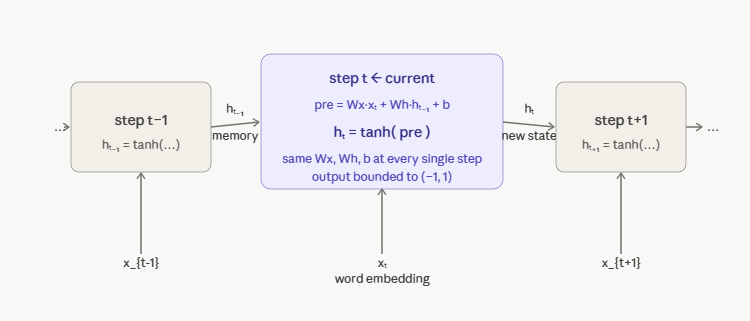 ...
step t−1
hₜ₋₁ = tanh(...)
hₜ₋₁
memory
step t ← current
pre = Wx·xₜ + Wh·hₜ₋₁ + b
hₜ = tanh( pre )
same Wx, Wh, b at every single step
output bounded to (−1, 1)
hₜ
new state
step t+1
hₜ₊₁ = tanh(...)
...
x_{t-1}
xₜ
word embedding
x_{t+1}